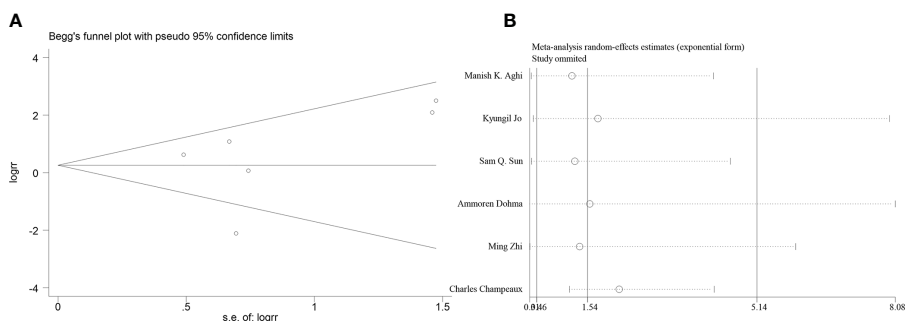 A
Begg's funnel plot with pseudo 95% confidence limits
4
2
0
-2
-4
logrr
0
.5
1
1.5
s.e. of: logrr
B
Meta-analysis random-effects estimates (exponential form)
Study ommited
Manish K. Aghi
Kyungil Jo
Sam Q. Sun
Ammoren Dohma
Ming Zhi
Charles Champeaux
1.54
5.14
8.08